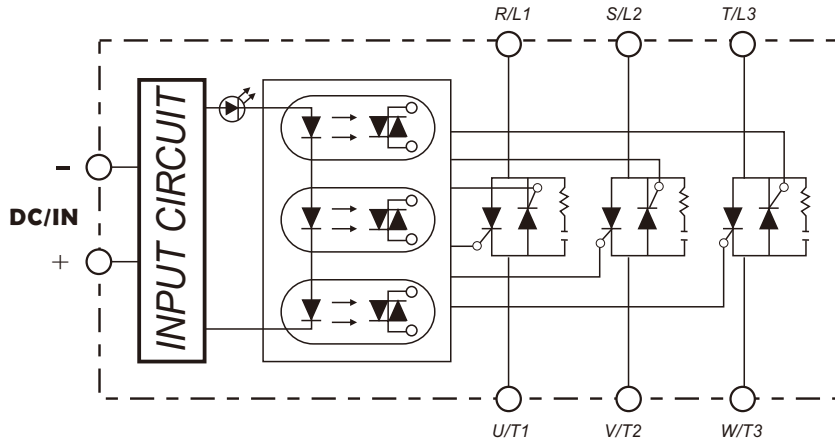 R/L1 S/L2 T/L3
INPUT CIRCUIT
-
DC/IN
+
U/T1 V/T2 W/T3